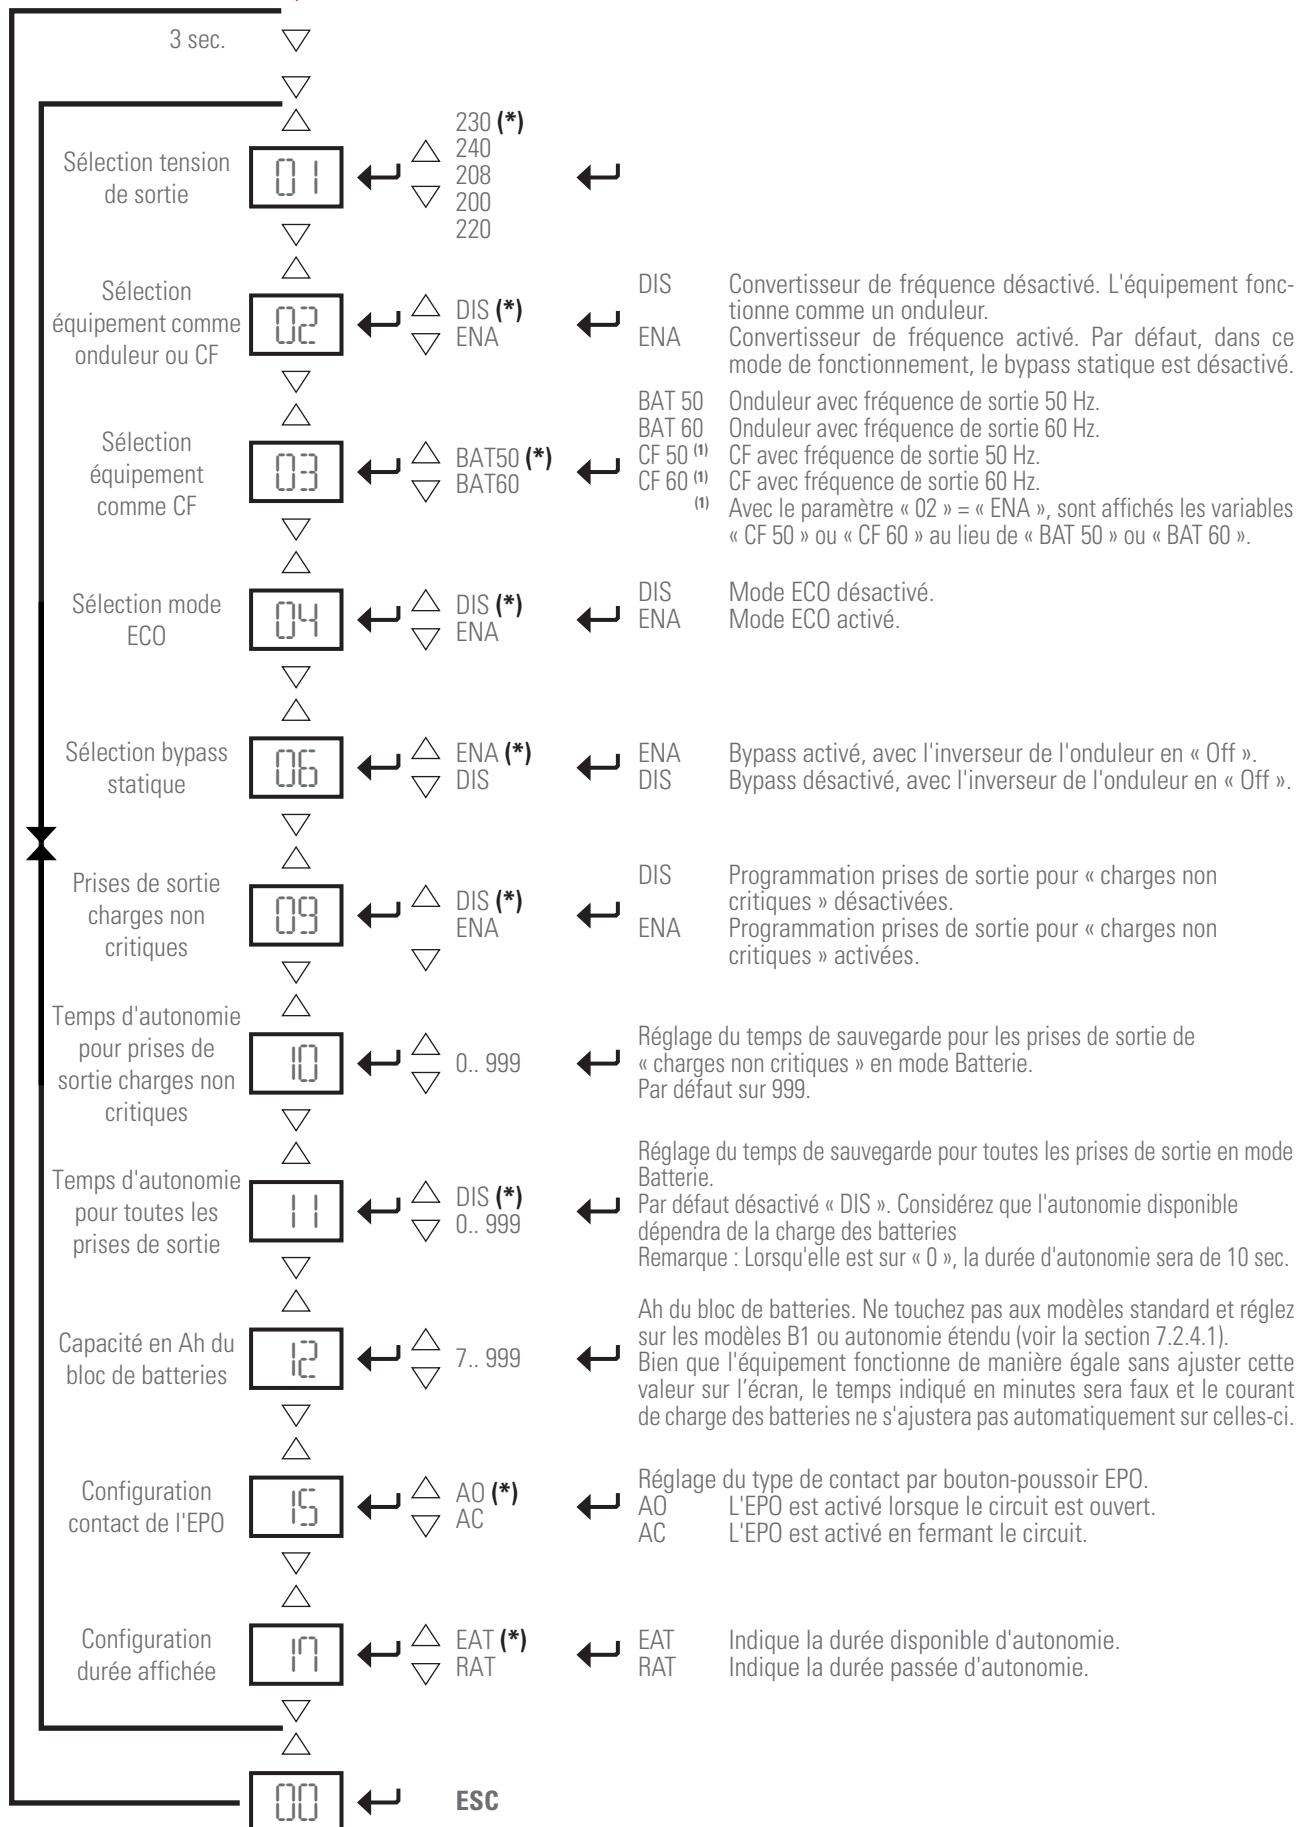 3 sec.
Sélection tension
de sortie
01
230 (*)
240
208
200
220
Sélection
équipement comme
onduleur ou CF
02
DIS (*)
ENA
DIS Convertisseur de fréquence désactivé. L'équipement fonc-
tionne comme un onduleur.
ENA Convertisseur de fréquence activé. Par défaut, dans ce
mode de fonctionnement, le bypass statique est désactivé.
Sélection
équipement
comme CF
03
BAT50 (*)
BAT60
BAT 50 Onduleur avec fréquence de sortie 50 Hz.
BAT 60 Onduleur avec fréquence de sortie 60 Hz.
CF 50 (1) CF avec fréquence de sortie 50 Hz.
CF 60 (1) CF avec fréquence de sortie 60 Hz.
(1) Avec le paramètre « 02 » = « ENA », sont affichés les variables
« CF 50 » ou « CF 60 » au lieu de « BAT 50 » ou « BAT 60 ».
Sélection mode
ECO
04
DIS (*)
ENA
DIS Mode ECO désactivé.
ENA Mode ECO activé.
Sélection bypass
statique
06
ENA (*)
DIS
ENA Bypass activé, avec l'inverseur de l'onduleur en « Off ».
DIS Bypass désactivé, avec l'inverseur de l'onduleur en « Off ».
Prises de sortie
charges non
critiques
09
DIS (*)
ENA
DIS Programmation prises de sortie pour « charges non
critiques » désactivées.
ENA Programmation prises de sortie pour « charges non
critiques » activées.
Temps d'autonomie
pour prises de
sortie charges non
critiques
10
0.. 999
Réglage du temps de sauvegarde pour les prises de sortie de
« charges non critiques » en mode Batterie.
Par défaut sur 999.
Temps d'autonomie
pour toutes les
prises de sortie
11
DIS (*)
0.. 999
Réglage du temps de sauvegarde pour toutes les prises de sortie en mode
Batterie.
Par défaut désactivé « DIS ». Considérez que l'autonomie disponible
dépendra de la charge des batteries
Remarque : Lorsqu'elle est sur « 0 », la durée d'autonomie sera de 10 sec.
Capacité en Ah du
bloc de batteries
12
7.. 999
Ah du bloc de batteries. Ne touchez pas aux modèles standard et réglez
sur les modèles B1 ou autonomie étendu (voir la section 7.2.4.1).
Bien que l'équipement fonctionne de manière égale sans ajuster cette
valeur sur l’écran, le temps indiqué en minutes sera faux et le courant
de charge des batteries ne s'ajustera pas automatiquement sur celles-ci.
Configuration
contact de l'EPO
15
AO (*)
AC
Réglage du type de contact par bouton-poussoir EPO.
AO L'EPO est activé lorsque le circuit est ouvert.
AC L'EPO est activé en fermant le circuit.
Configuration
durée affichée
17
EAT (*)
RAT
EAT Indique la durée disponible d'autonomie.
RAT Indique la durée passée d'autonomie.
00
ESC